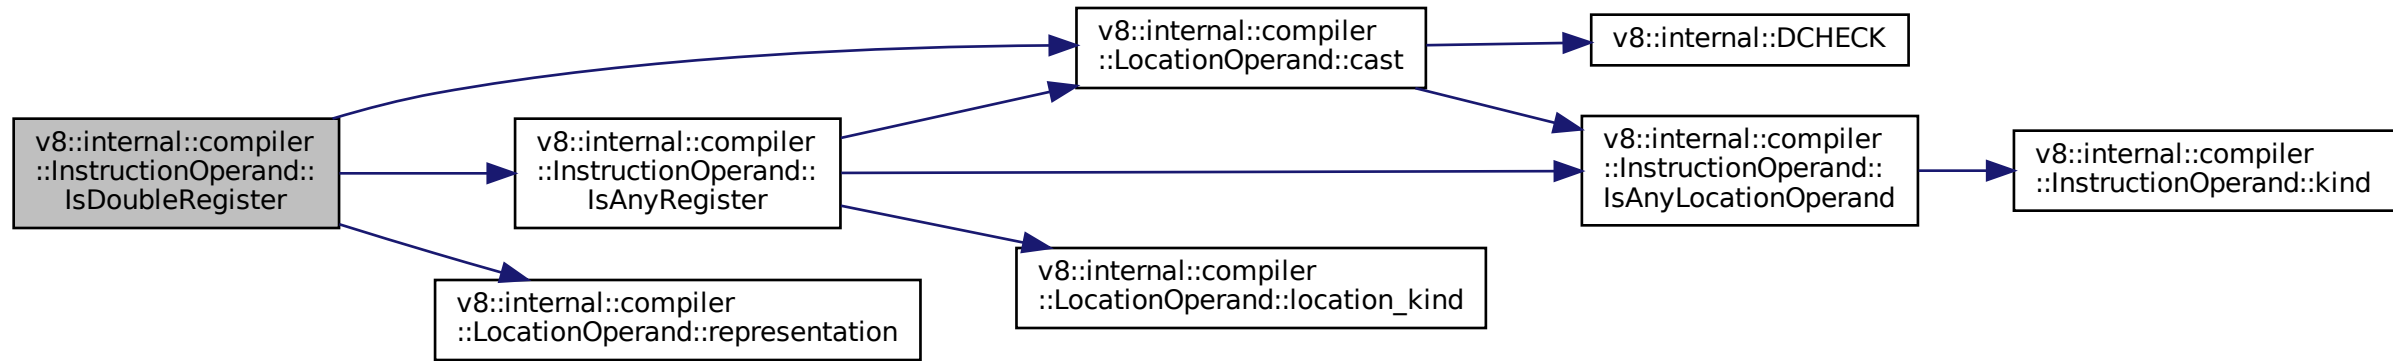 v8::internal::compiler
::InstructionOperand::
IsDoubleRegister
v8::internal::compiler
::LocationOperand::cast
v8::internal::DCHECK
v8::internal::compiler
::InstructionOperand::
IsAnyRegister
v8::internal::compiler
::InstructionOperand::
IsAnyLocationOperand
v8::internal::compiler
::InstructionOperand::kind
v8::internal::compiler
::LocationOperand::location_kind
v8::internal::compiler
::LocationOperand::representation